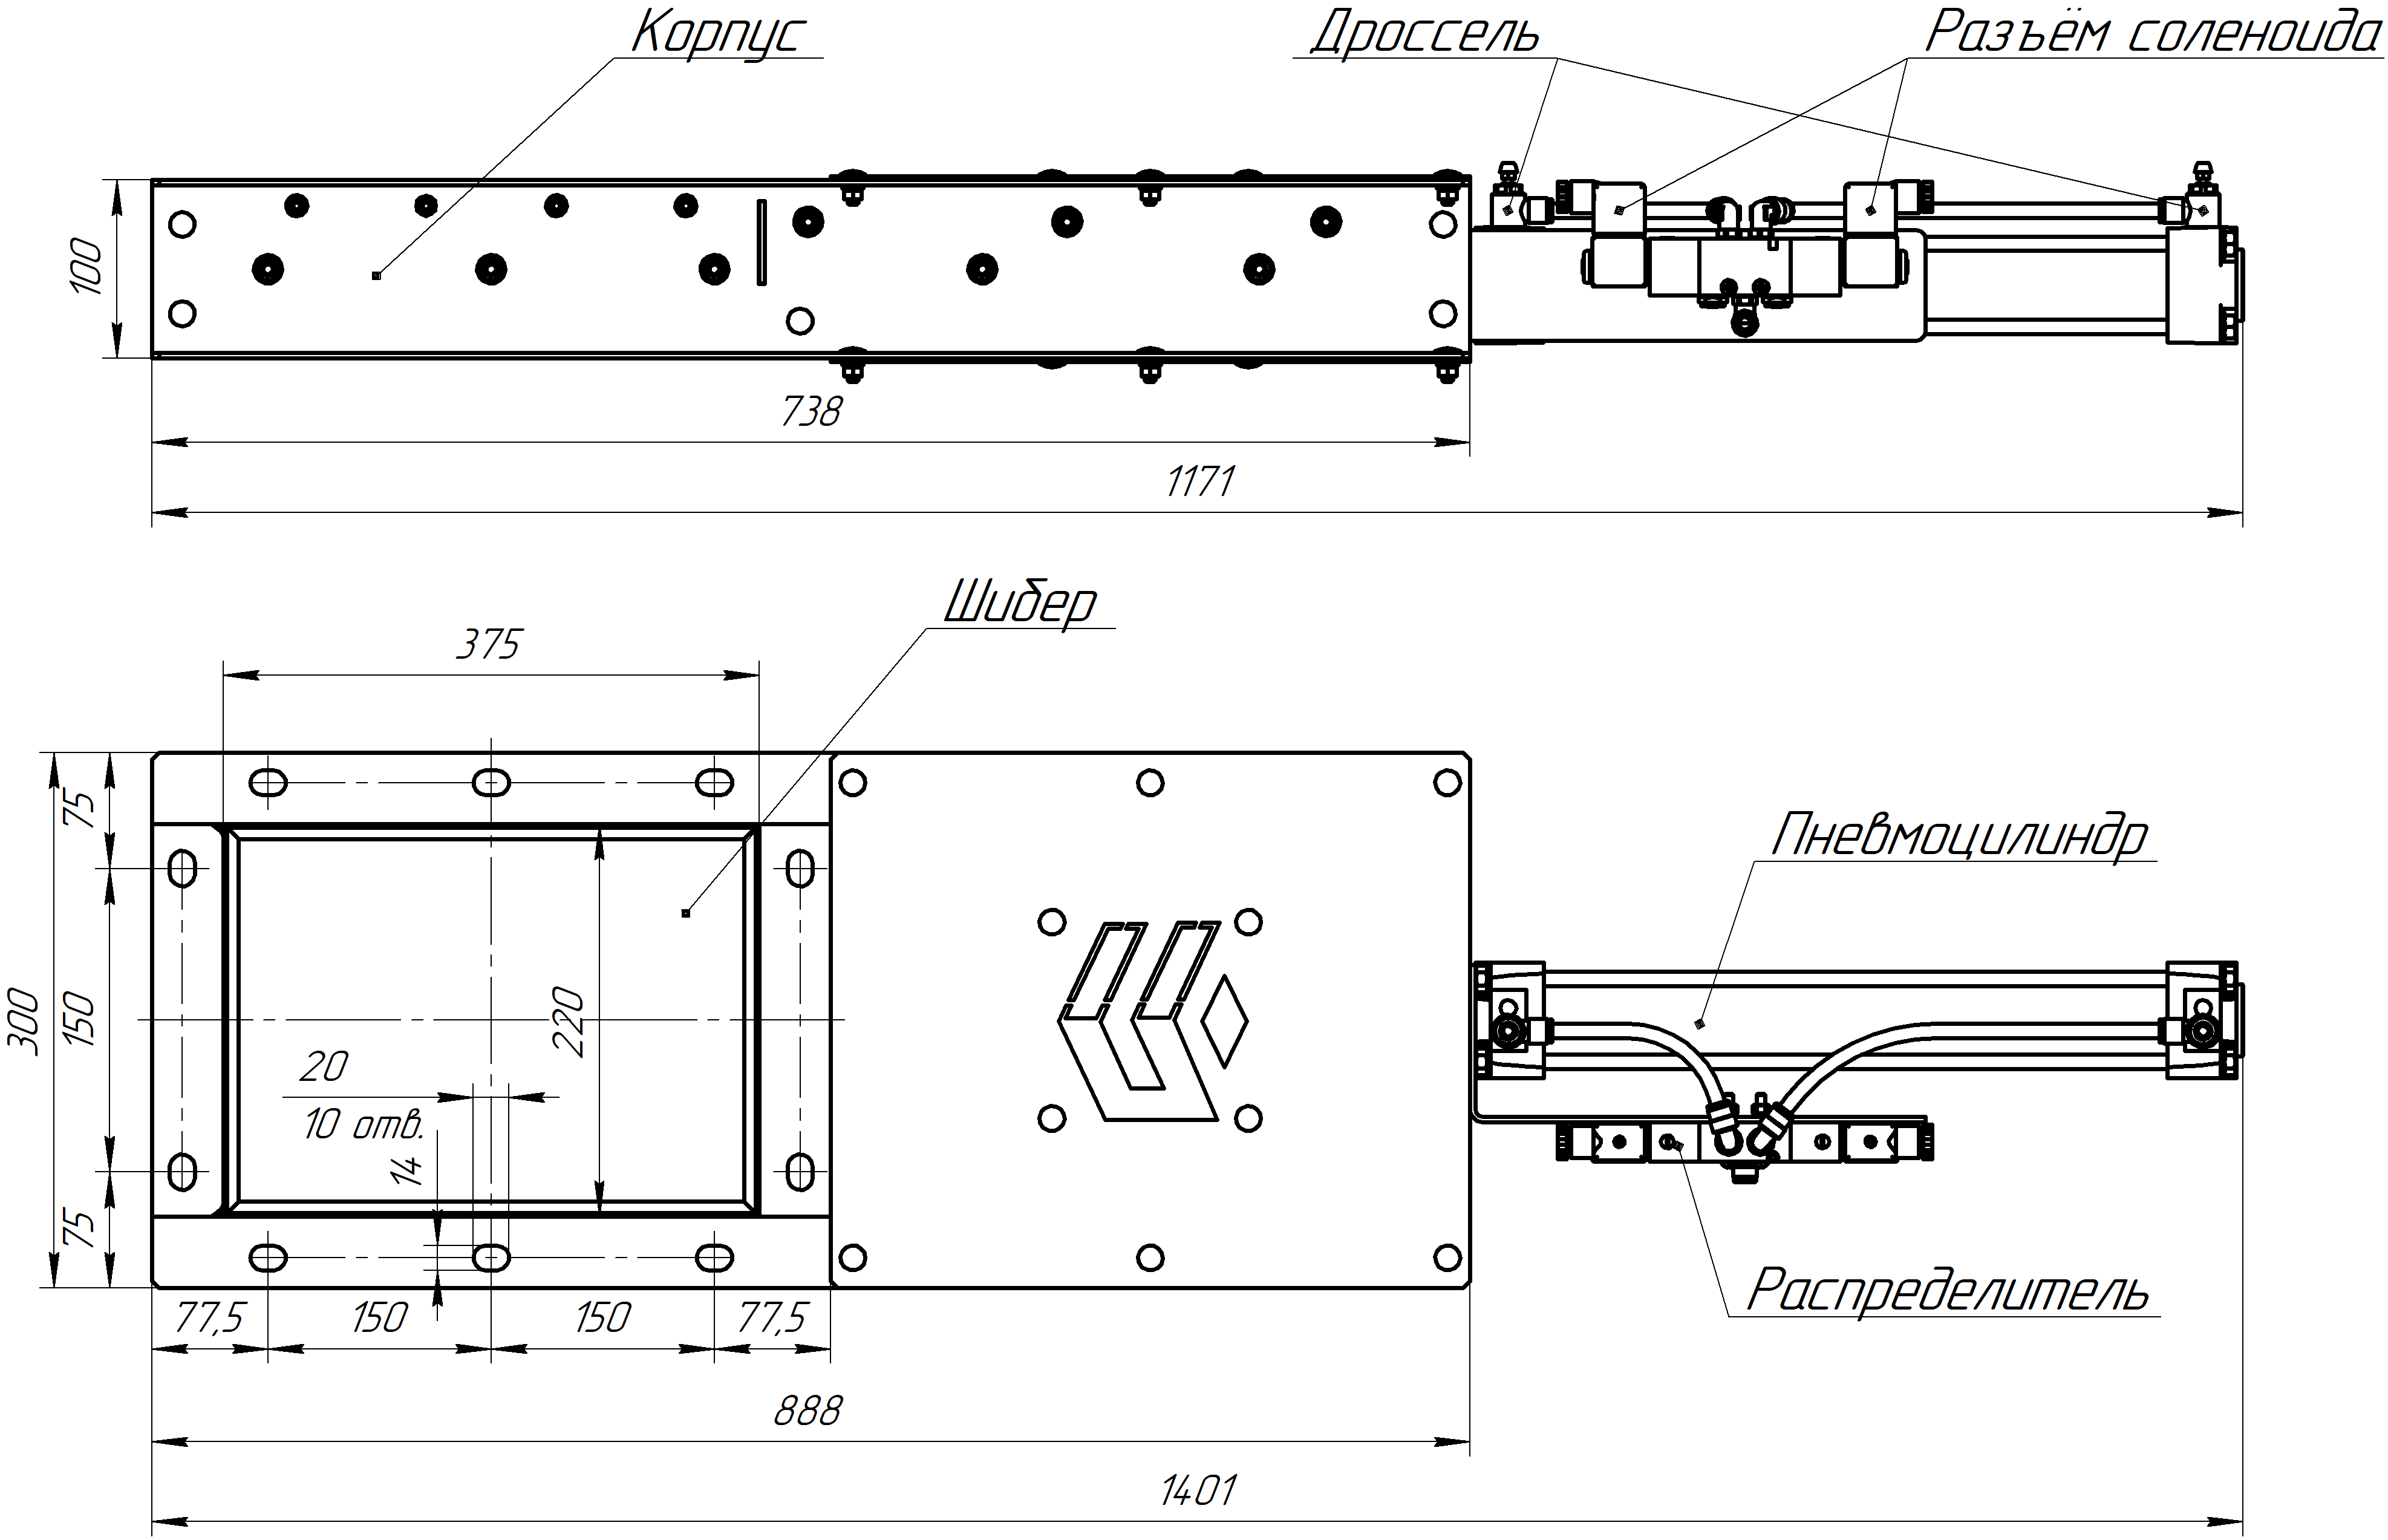 Корпус
Дроссель
Разъём соленоида
100
738
1171
Шибер
375
75
300
150
220
20
10 отв.
14
75
Пневмоцилиндр
Распределитель
77,5
150
150
77,5
888
1401